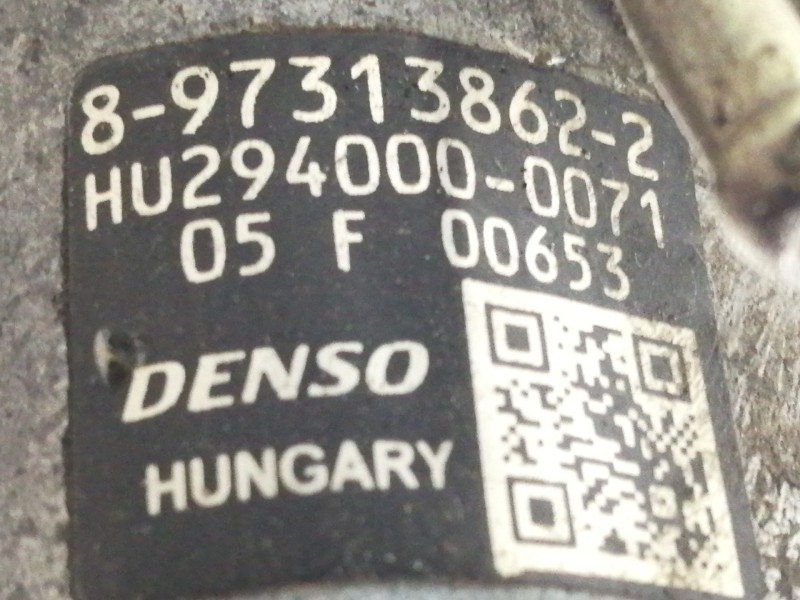 8-97313862-2
HU294000-0071
05 F 00653
DENSO
HUNGARY